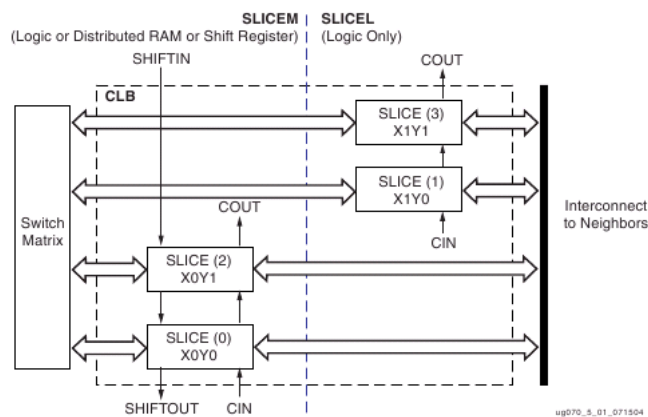 SLICEM SLICEL
(Logic or Distributed RAM or Shift Register) (Logic Only)
SHIFTIN COUT
CLB
SLICE (3)
X1Y1
SLICE (1)
X1Y0
Switch
Matrix
Interconnect
to Neighbors
COUT
CIN
SLICE (2)
X0Y1
SLICE (0)
X0Y0
SHIFTOUT CIN
ug070_5_01_071504